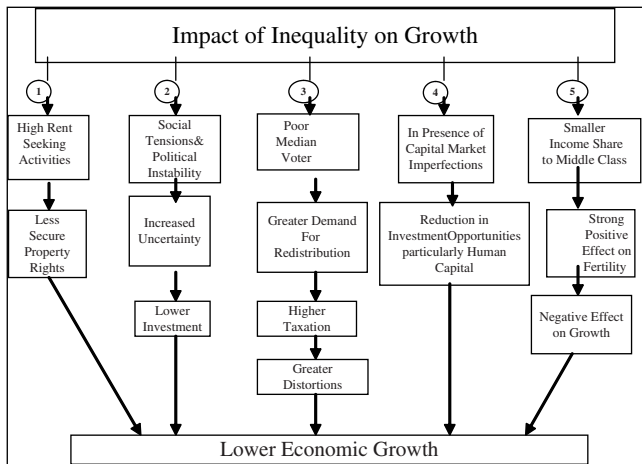 Impact of Inequality on Growth
1
High Rent
Seeking
Activities
Less
Secure
Property
Rights
2
Social
Tensions&
Political
Instability
Increased
Uncertainty
Lower
Investment
3
Poor
Median
Voter
Greater Demand
For
Redistribution
Higher
Taxation
Greater
Distortions
4
In Presence of
Capital Market
Imperfections
Reduction in
InvestmentOpportunities
particularly Human
Capital
5
Smaller
Income Share
to Middle Class
Strong
Positive
Effect on
Fertility
Negative Effect
on Growth
Lower Economic Growth